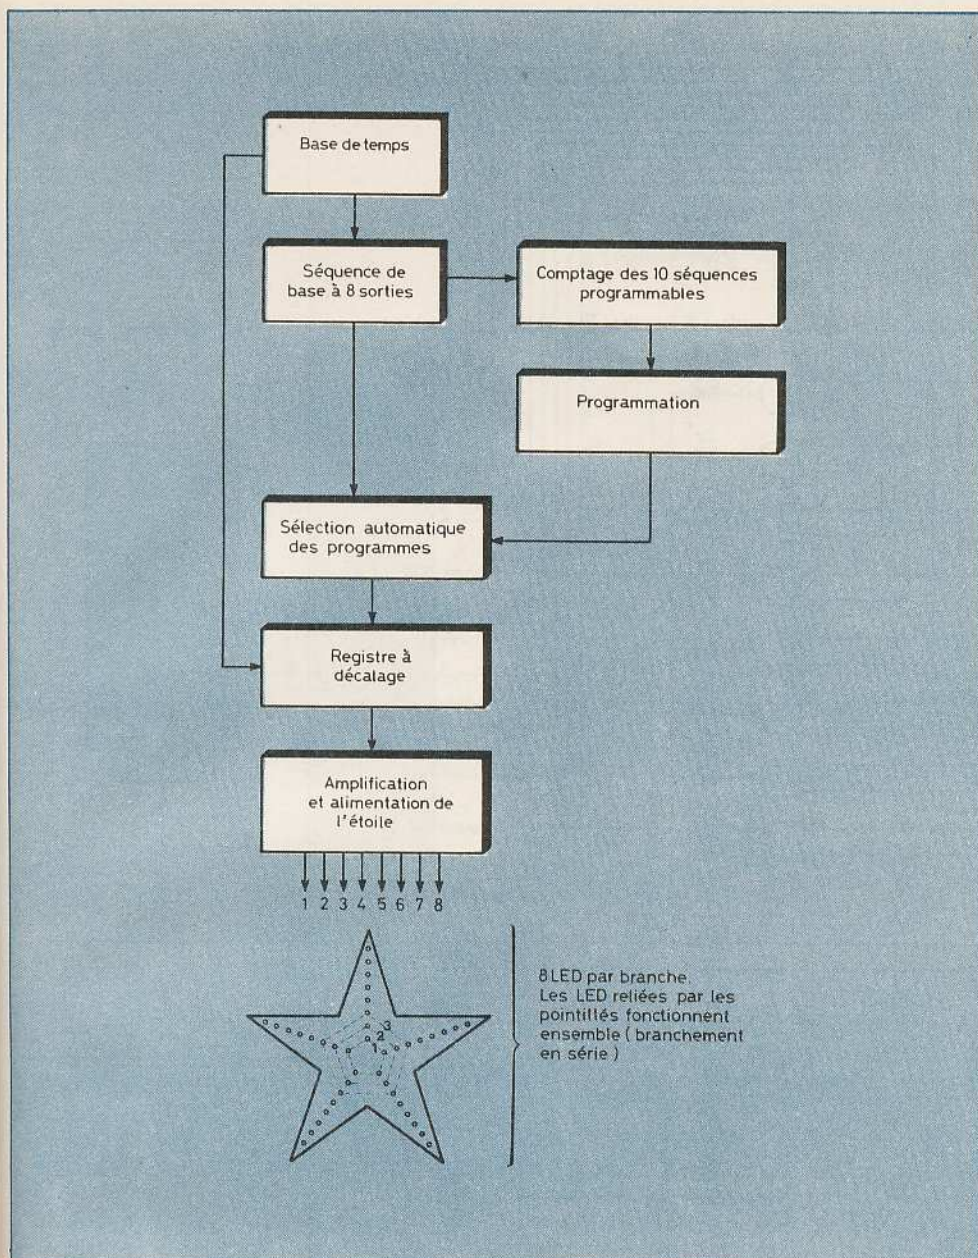 Base de temps
Séquence de
base à 8 sorties
Comptage des 10 séquences
programmables
Programmation
Sélection automatique
des programmes
Registre à
décalage
Amplification
et alimentation de
l'étoile
1 2 3 4 5 6 7 8
3
2
1
8 LED par branche.
Les LED reliées par les
pointillés fonctionnent
ensemble ( branchement
en série )